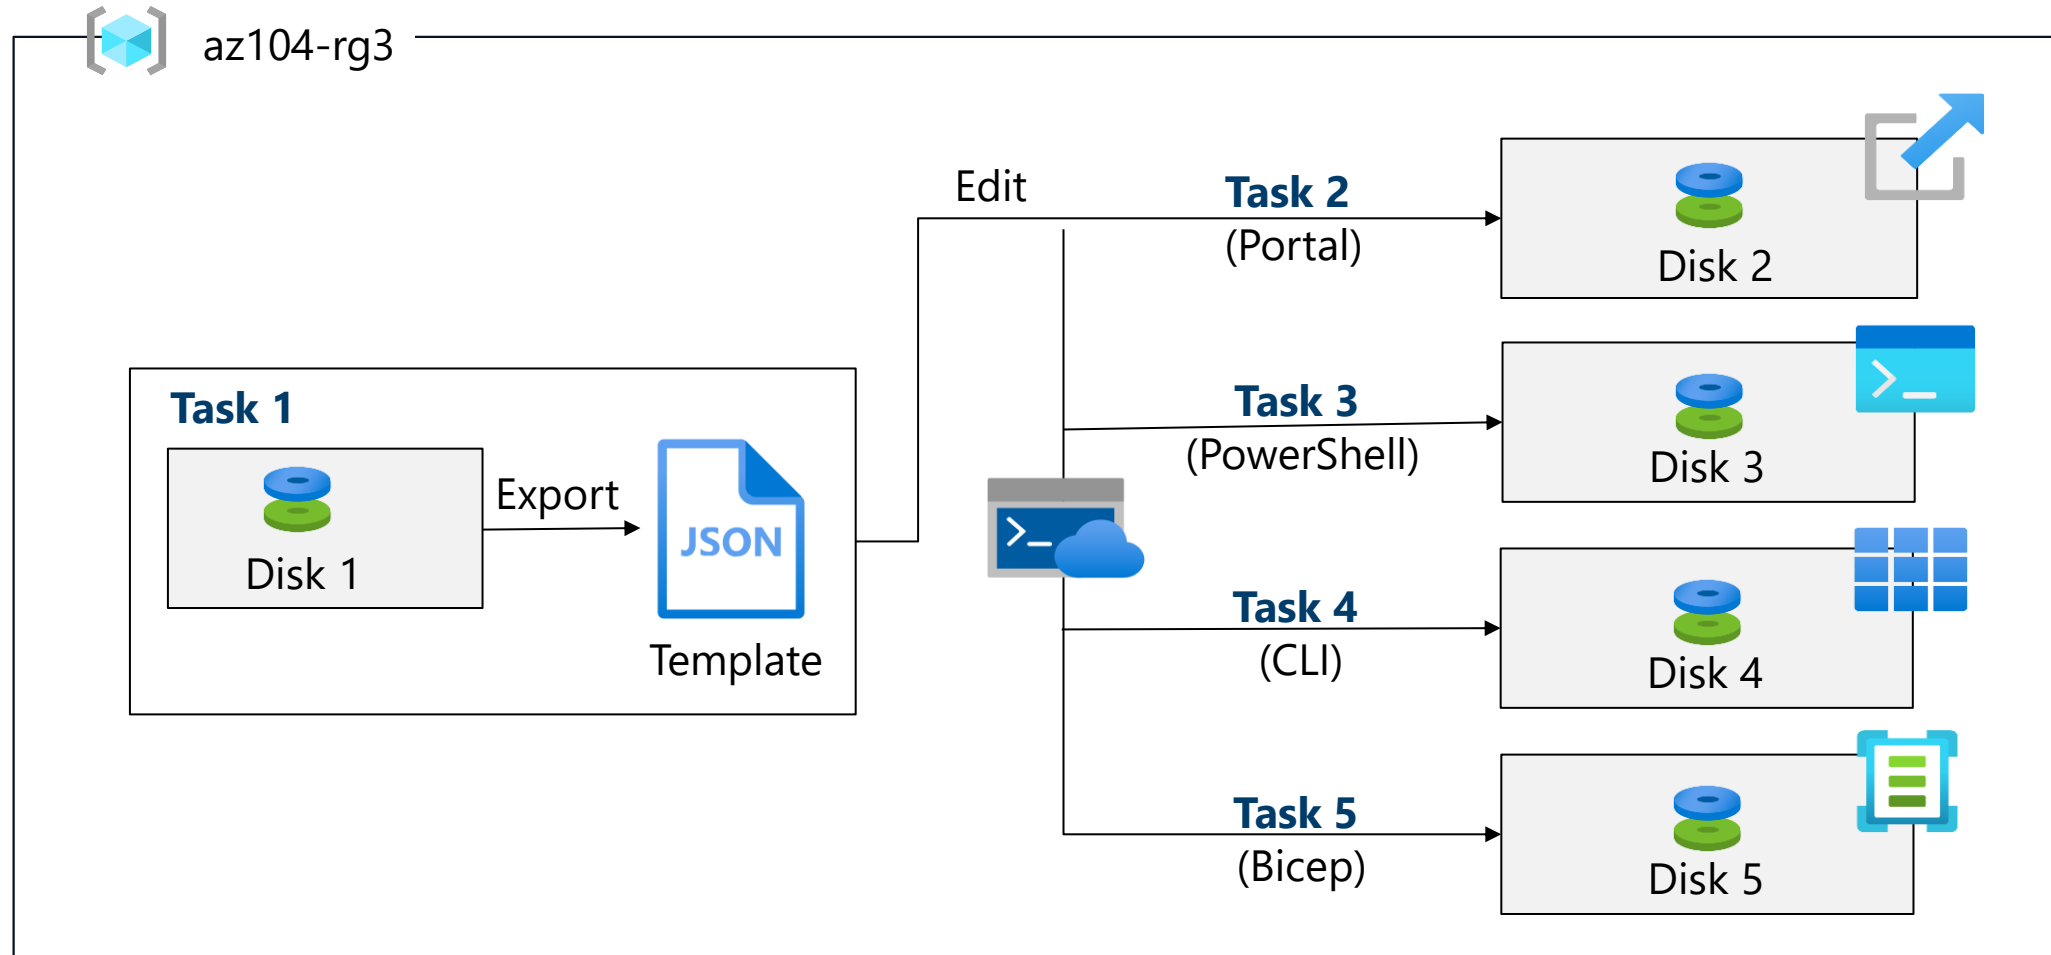 az104-rg3
Edit
Task 2
(Portal)
Disk 2
Task 1
Disk 1
Export
JSON
Template
Task 3
(PowerShell)
Disk 3
Task 4
(CLI)
Disk 4
Task 5
(Bicep)
Disk 5